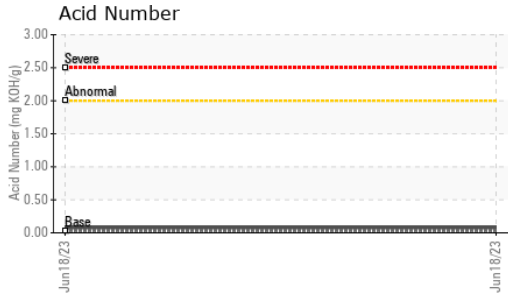 Acid Number
3.00
Severe
2.50
Abnormal
2.00
1.50
1.00
0.50
Base
0.00
Acid Number (mg KOH/g)
Jun18/23
Jun18/23